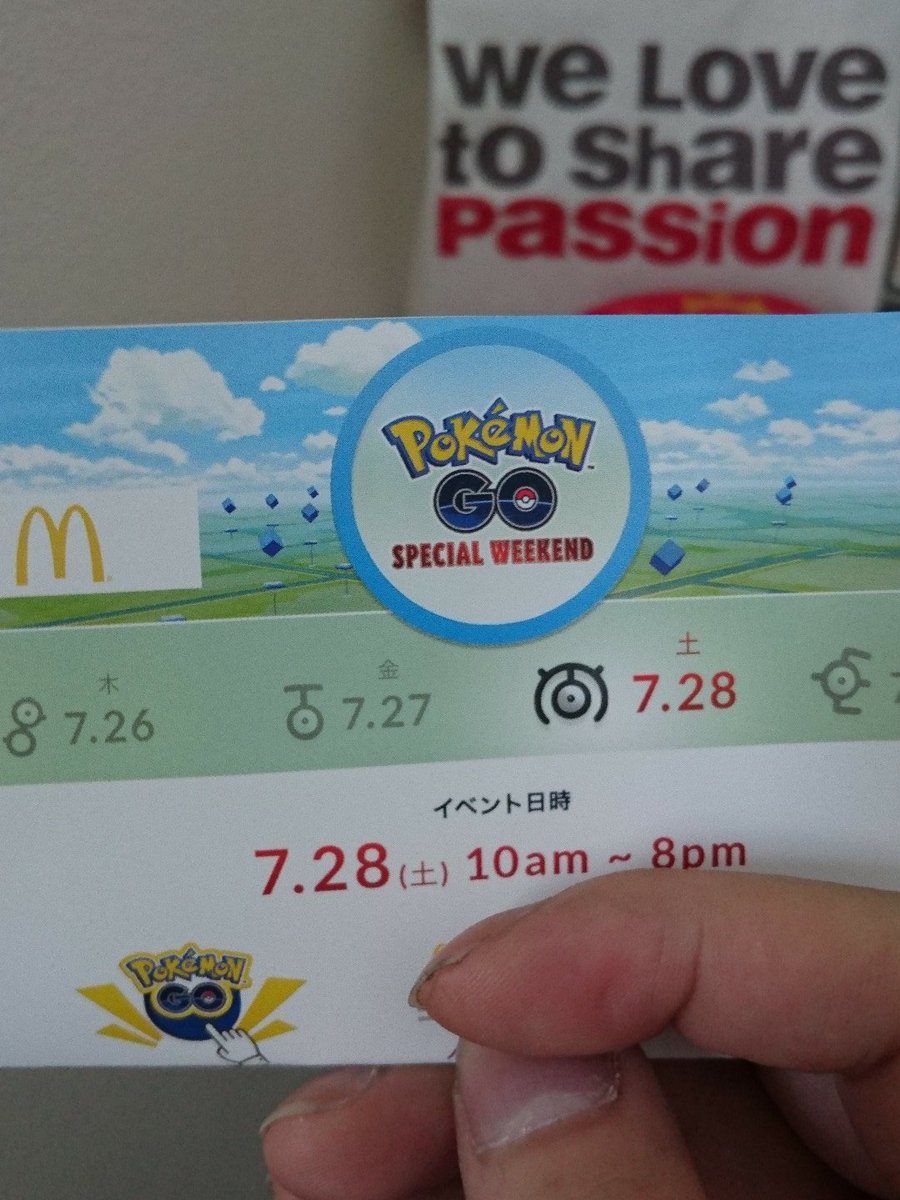 We Love
to Share
Passion
POKÉMON
GO
SPECIAL WEEKEND
木
7.26
金
7.27
土
7.28
イベント日時
7.28(土) 10am ~ 8pm
POKÉMON
GO